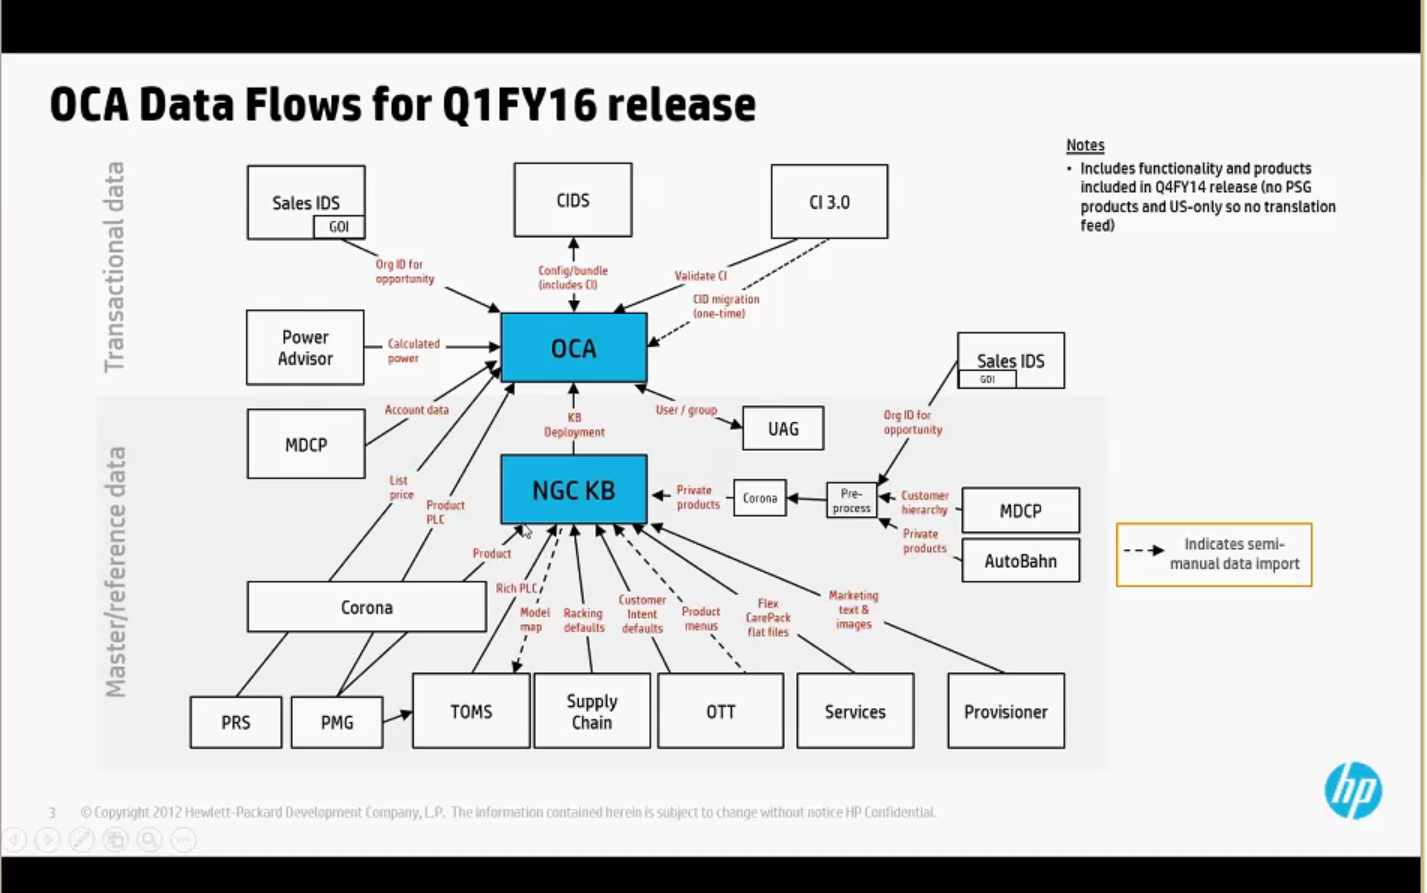 OCA Data Flows for Q1FY16 release
Notes
• Includes functionality and products
included in Q4FY14 release (no PSG
products and US-only so no translation
feed)
Transactional data
Sales IDS
GOI
CIDS
CI 3.0
Org ID for
opportunity
Config/bundle
(includes CI)
Validate CI
CID migration
(one-time)
Power
Advisor
Calculated
power
OCA
Sales IDS
GOI
Master/reference data
MDCP
Account data
KB
Deployment
User / group
UAG
Org ID for
opportunity
List
price
Product
PLC
NGC KB
Private
products
Corona
Pre-
process
Customer
hierarchy
MDCP
Private
products
AutoBahn
Indicates semi-
manual data import
Product
Corona
Rich PLC
Model
map
Racking
defaults
Customer
Intent
defaults
Product
menus
Flex
CarePack
flat files
Marketing
text &
images
PRS
PMG
TOMS
Supply
Chain
OTT
Services
Provisioner
hp
3 © Copyright 2012 Hewlett-Packard Development Company, L.P. The information contained herein is subject to change without notice HP Confidential.